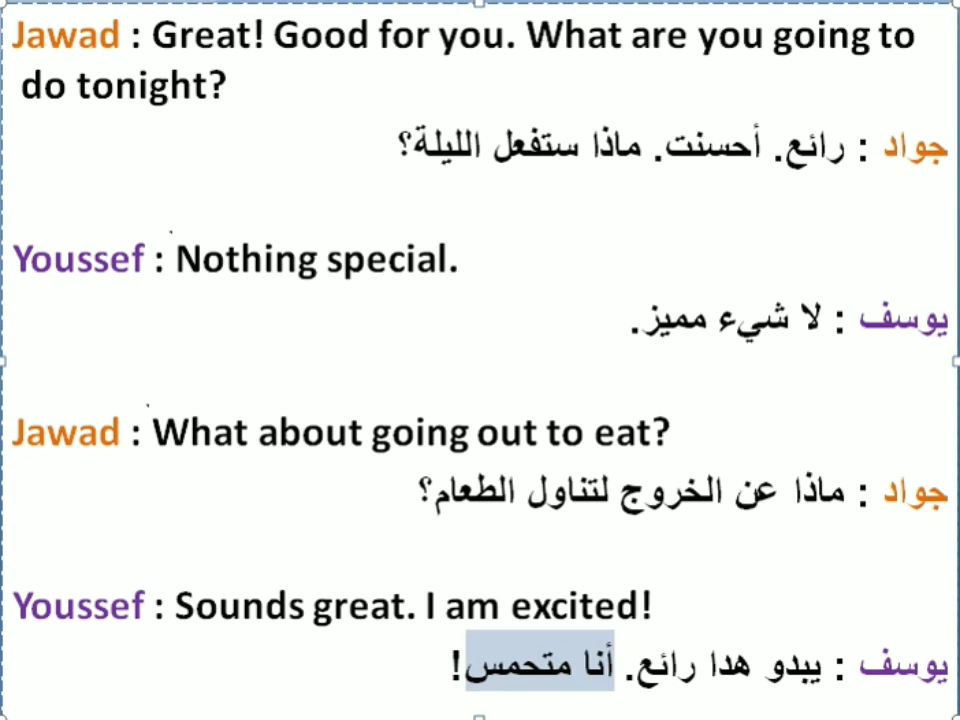 Jawad : Great! Good for you. What are you going to
do tonight?
جواد : رائع. أحسنت. ماذا ستفعل الليلة؟
Youssef : Nothing special.
يوسف : لا شيء مميز.
Jawad : What about going out to eat?
جواد : ماذا عن الخروج لتناول الطعام؟
Youssef : Sounds great. I am excited!
يوسف : يبدو هدا رائع. أنا متحمس!